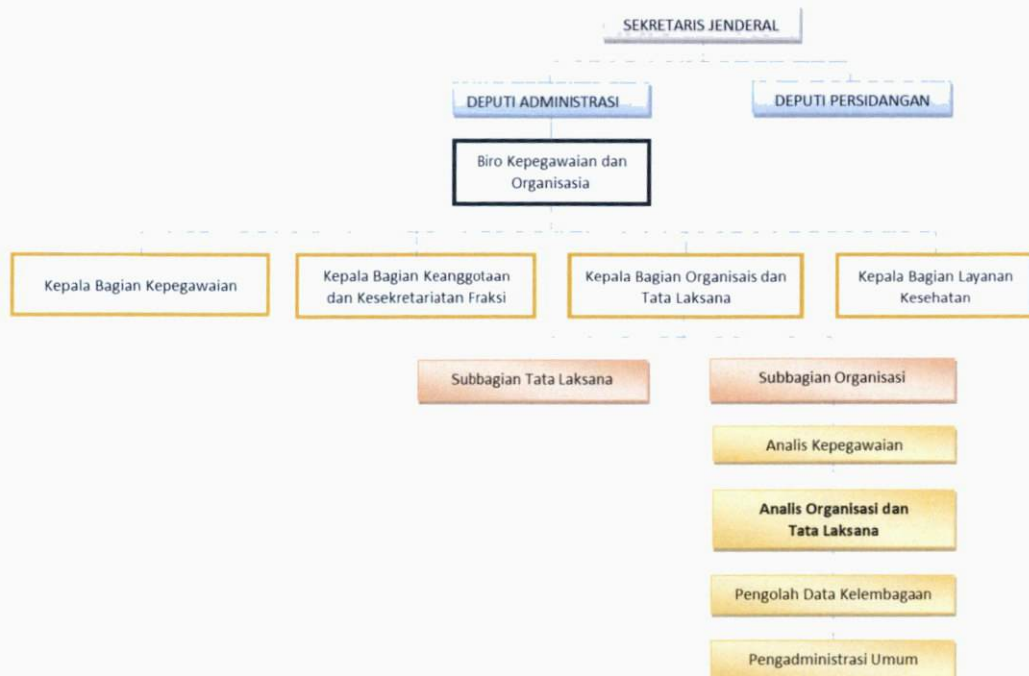 SEKRETARIS JENDERAL
DEPUTI ADMINISTRASI
DEPUTI PERSIDANGAN
Biro Kepegawaian dan
Organisasia
Kepala Bagian Kepegawaian
Kepala Bagian Keanggotaan
dan Kesekretariatan Fraksi
Kepala Bagian Organisais dan
Tata Laksana
Kepala Bagian Layanan
Kesehatan
Subbagian Tata Laksana
Subbagian Organisasi
Analis Kepegawaian
Analis Organisasi dan
Tata Laksana
Pengolah Data Kelembagaan
Pengadministrasi Umum